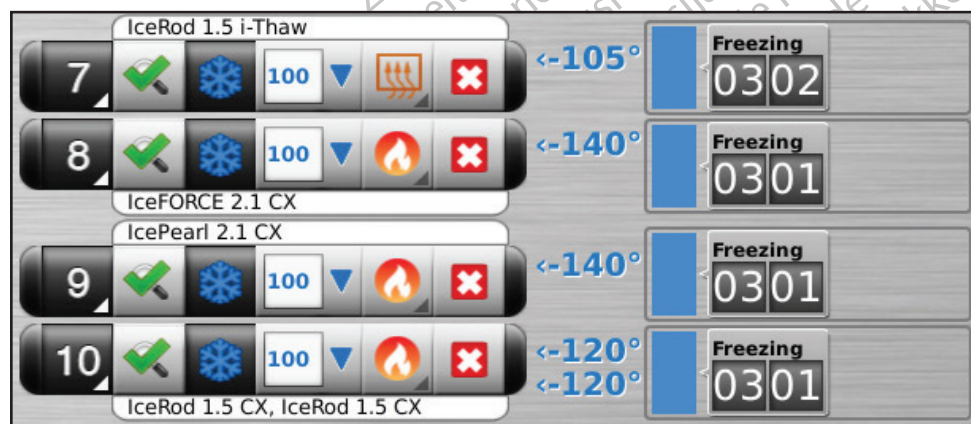 IceRod 1.5 i-Thaw
7 100 <-105° Freezing 03 02
8 100 <-140° Freezing 03 01
IceFORCE 2.1 CX
IcePearl 2.1 CX
9 100 <-140° Freezing 03 01
10 100 <-120° Freezing 03 01
<-120°
IceRod 1.5 CX, IceRod 1.5 CX